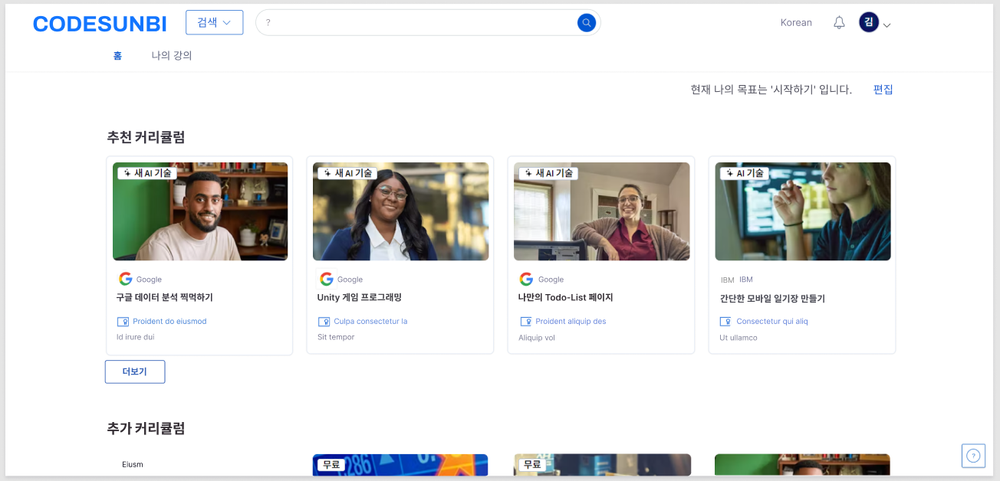 CODESUNBI
검색
?
Korean
김
홈
나의 강의
현재 나의 목표는 '시작하기' 입니다.
편집
추천 커리큘럼
새 AI 기술
새 AI 기술
새 AI 기술
AI 기술
Google
Google
Google
IBM IBM
구글 데이터 분석 찍먹하기
Unity 게임 프로그래밍
나만의 Todo-List 페이지
간단한 모바일 일기장 만들기
Proident do eiusmod
Culpa consectetur la
Proident aliquip des
Consectetur qui aliq
Id irure dui
Sit tempor
Aliquip vol
Ut ullamco
더보기
추가 커리큘럼
Eiusm
무료
286
무료
?